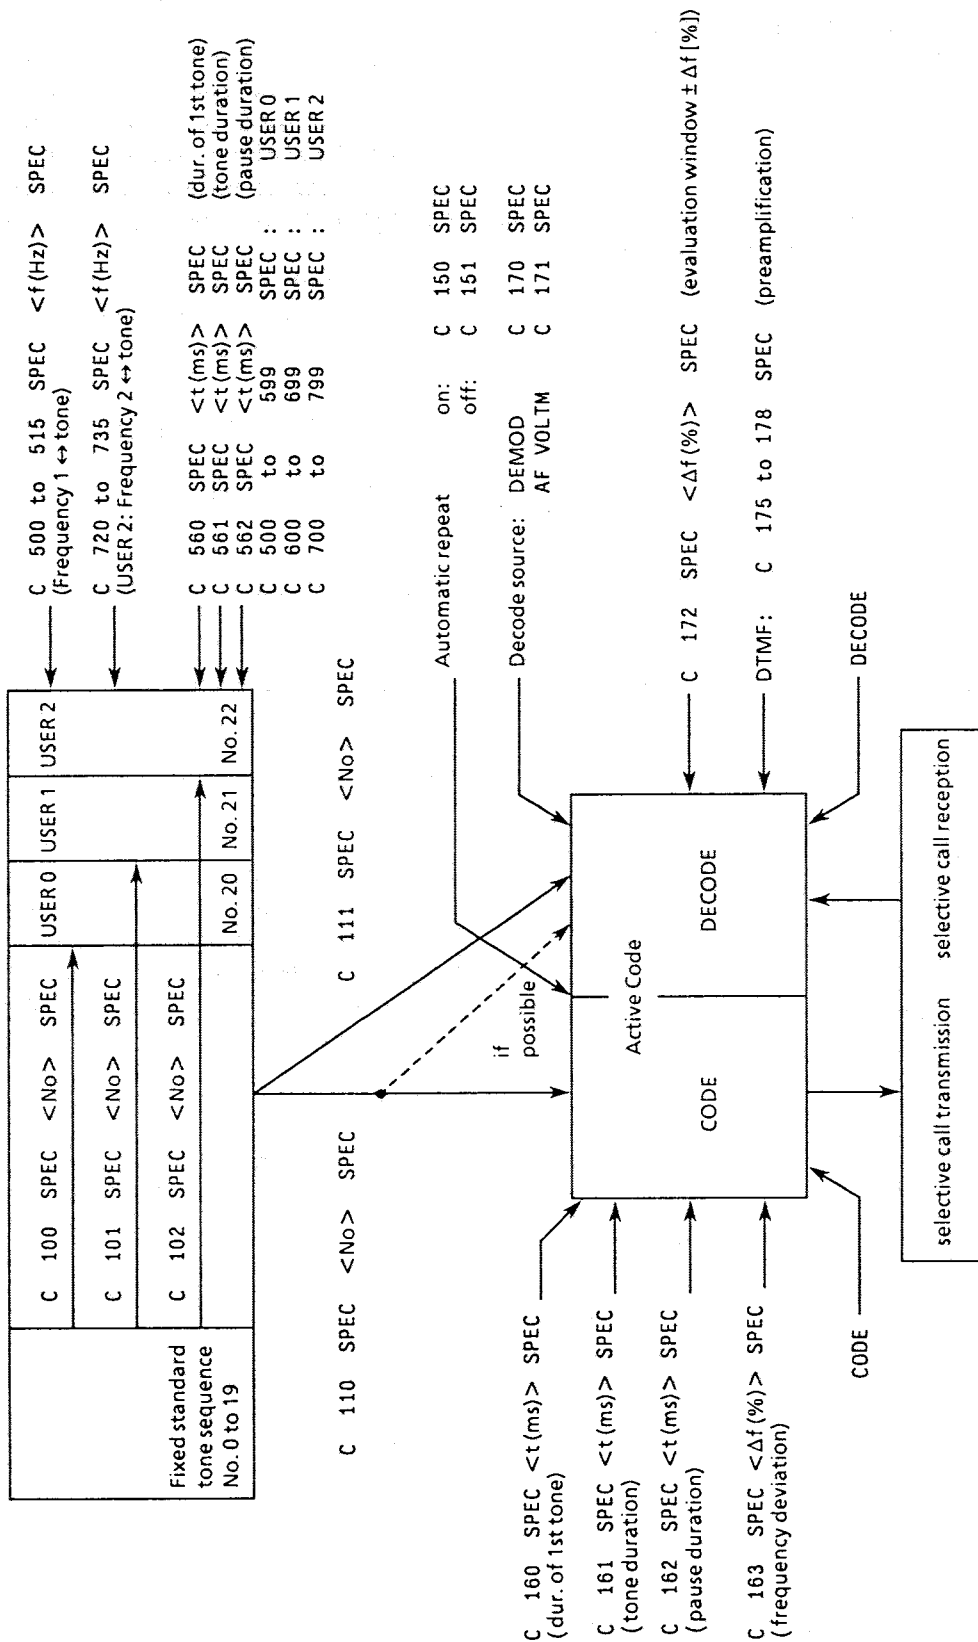 Fixed standard
tone sequence
No. 0 to 19
C 100 SPEC <No> SPEC
C 101 SPEC <No> SPEC
C 102 SPEC <No> SPEC
USER 0
No. 20
USER 1
No. 21
USER 2
No. 22
C 500 to 515 SPEC <f(Hz)> SPEC
(Frequency 1 ↔ tone)
C 720 to 735 SPEC <f(Hz)> SPEC
(USER 2: Frequency 2 ↔ tone)
C 560 SPEC <t(ms)> SPEC (dur. of 1st tone)
C 561 SPEC <t(ms)> SPEC (tone duration)
C 562 SPEC <t(ms)> SPEC (pause duration)
C 500 to 599 SPEC : USER 0
C 600 to 699 SPEC : USER 1
C 700 to 799 SPEC : USER 2
C 110 SPEC <No> SPEC
C 111 SPEC <No> SPEC
if
possible
Automatic repeat on: C 150 SPEC
off: C 151 SPEC
Decode source: DEMOD C 170 SPEC
AF VOLTM C 171 SPEC
C 160 SPEC <t(ms)> SPEC
(dur. of 1st tone)
C 161 SPEC <t(ms)> SPEC
(tone duration)
C 162 SPEC <t(ms)> SPEC
(pause duration)
C 163 SPEC <Δf(%)> SPEC
(frequency deviation)
Active Code
CODE
DECODE
C 172 SPEC <Δf(%)> SPEC (evaluation window ± Δf [%])
DTMF: C 175 to 178 SPEC (preamplification)
CODE
DECODE
selective call transmission
selective call reception